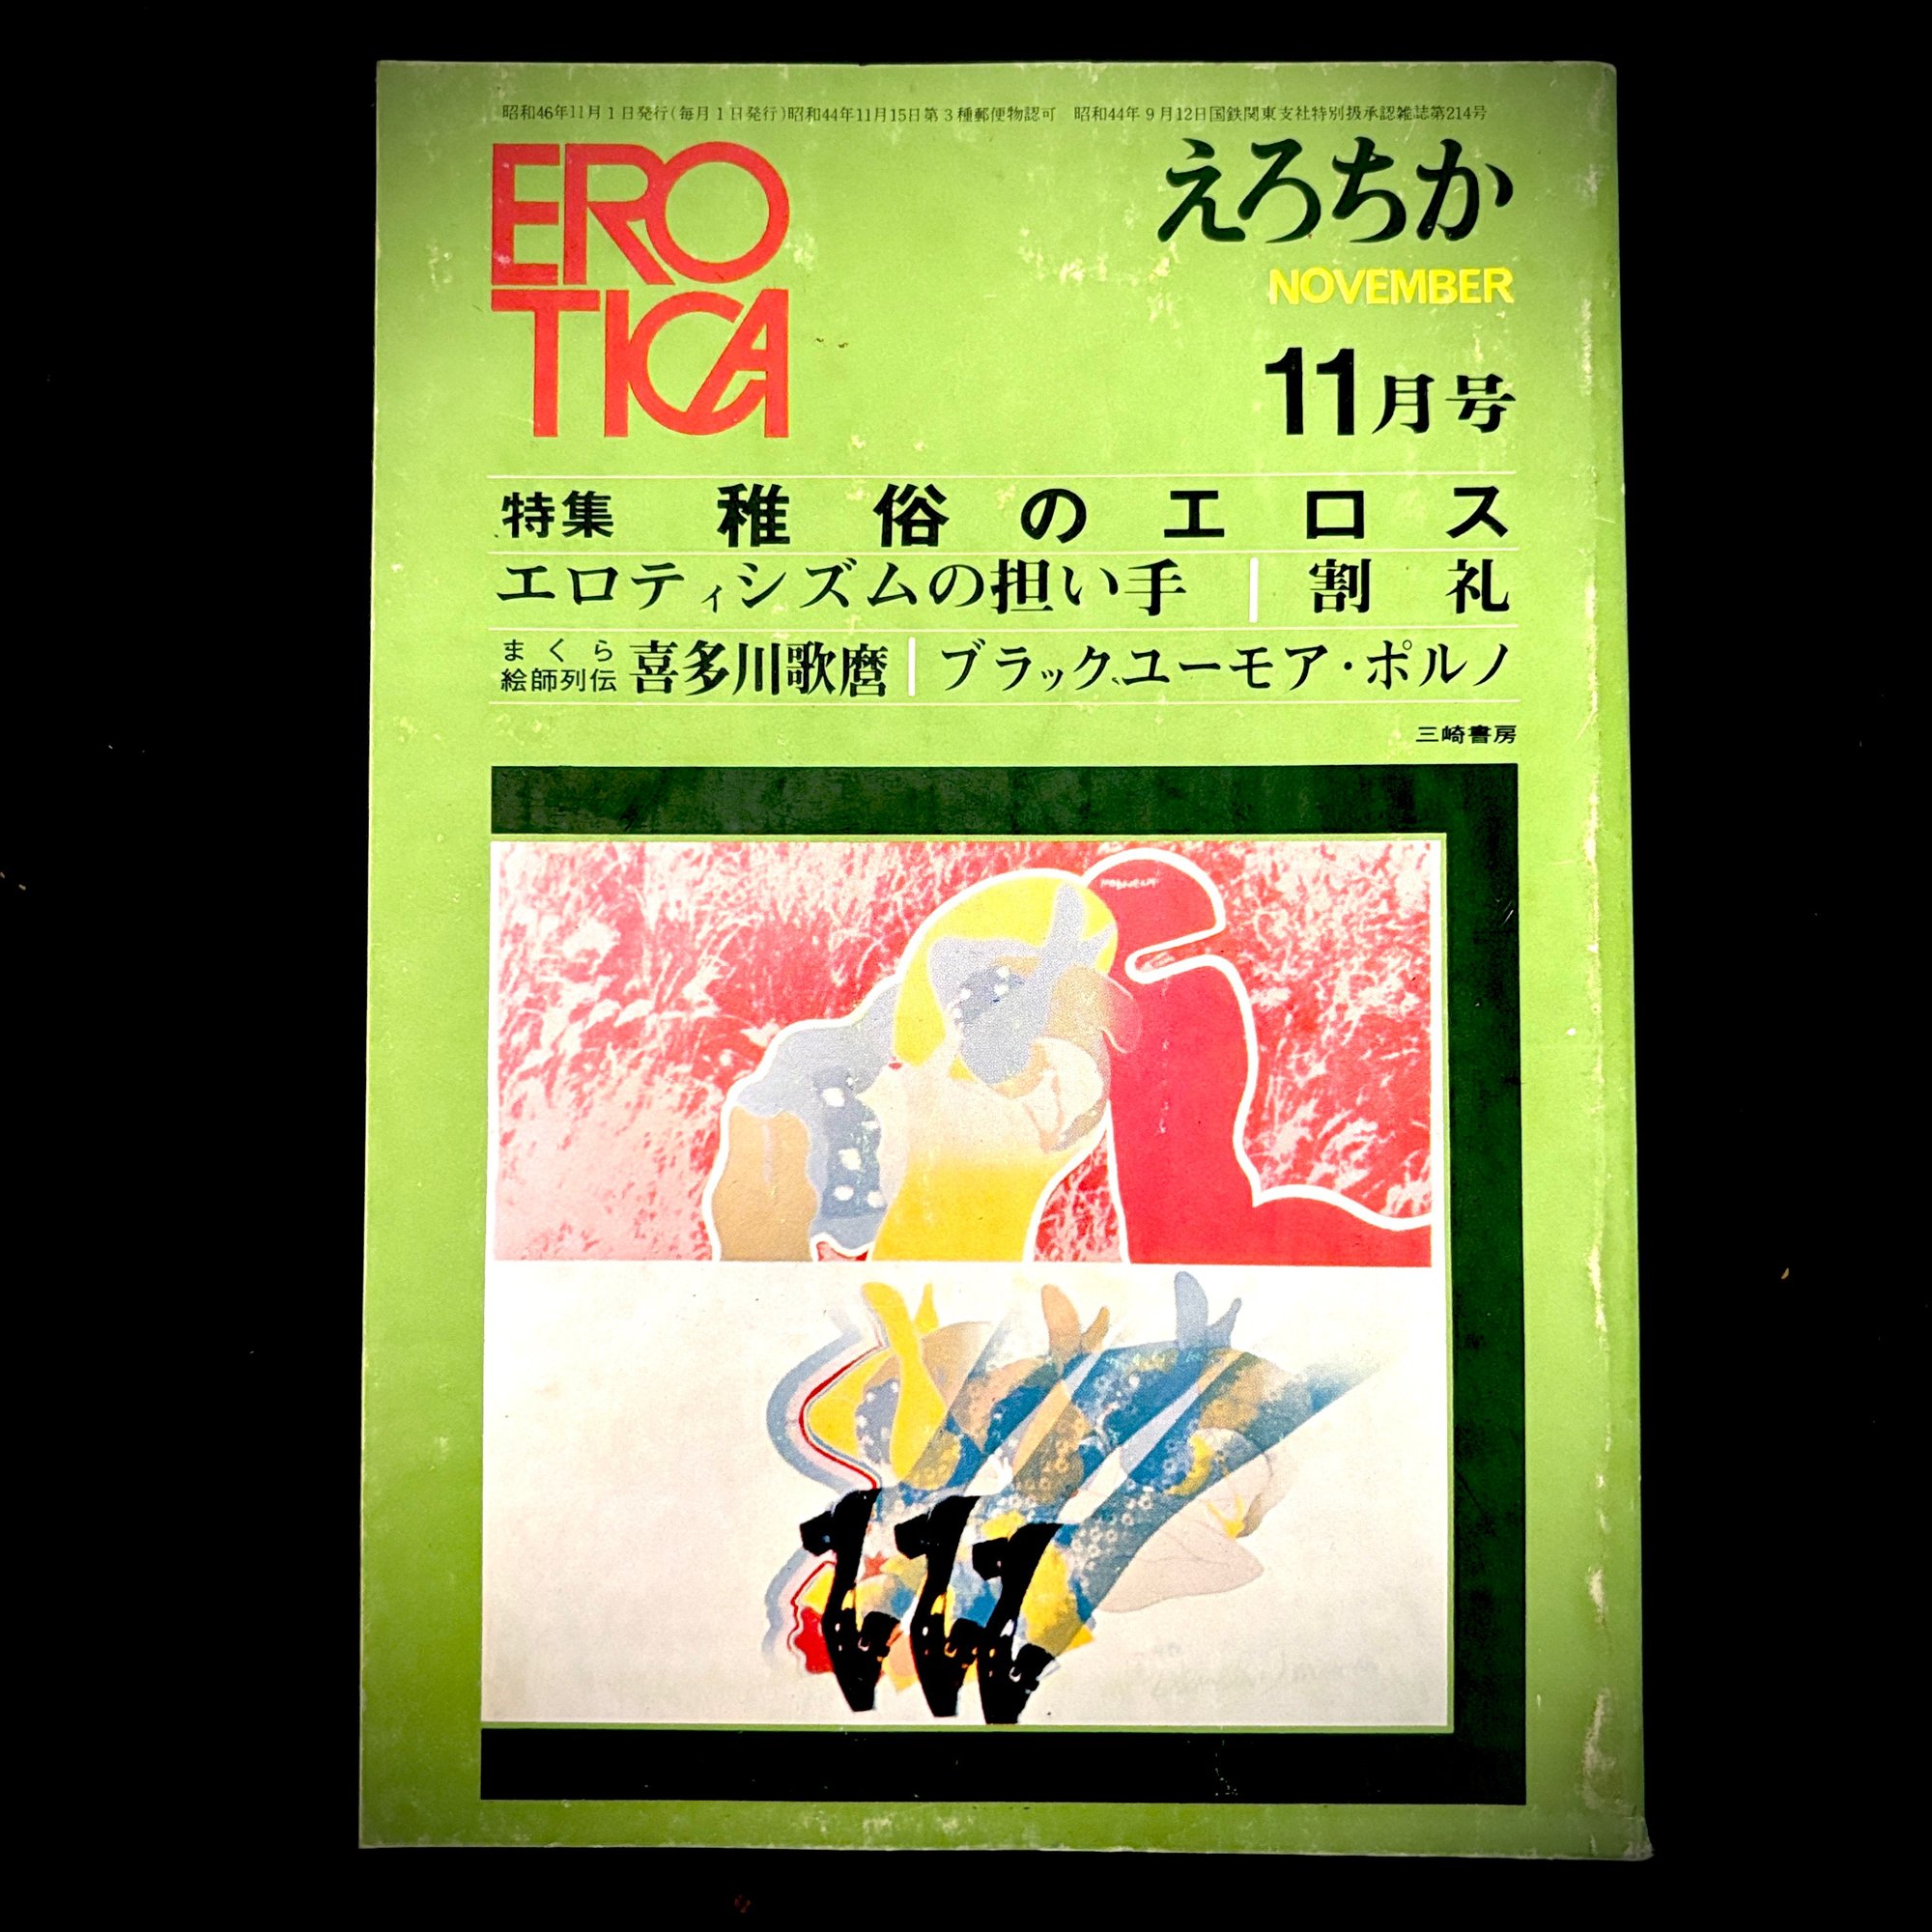 昭和46年11月1日発行(毎月1日発行)昭和44年11月15日第3種郵便物認可 昭和44年9月12日国鉄関東支社特別扱承認雑誌第214号
ERO
TICA
えろちか
NOVEMBER
11月号
特集 稚俗のエロス
エロティシズムの担い手|割礼
まくら
絵師列伝 喜多川歌麿|ブラック、ユーモア・ポルノ
三崎書房